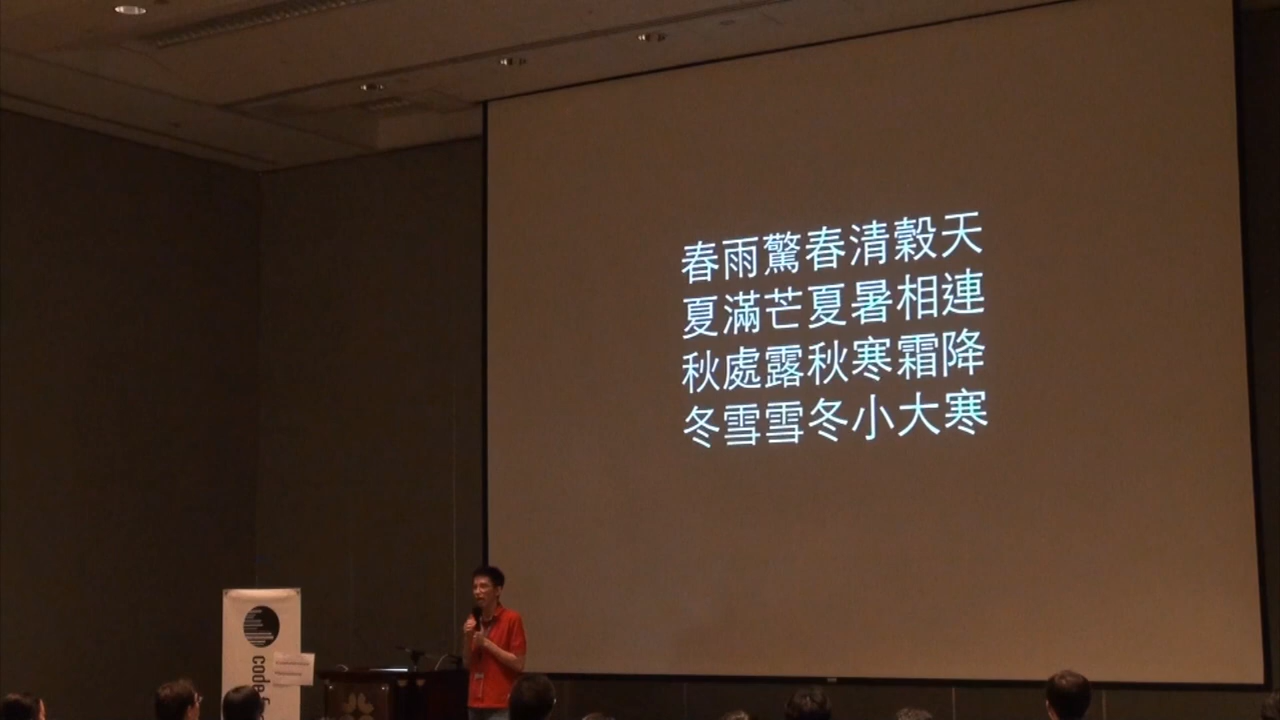 春雨驚春清穀天
夏滿芒夏暑相連
秋處露秋寒霜降
冬雪雪冬小大寒
code f